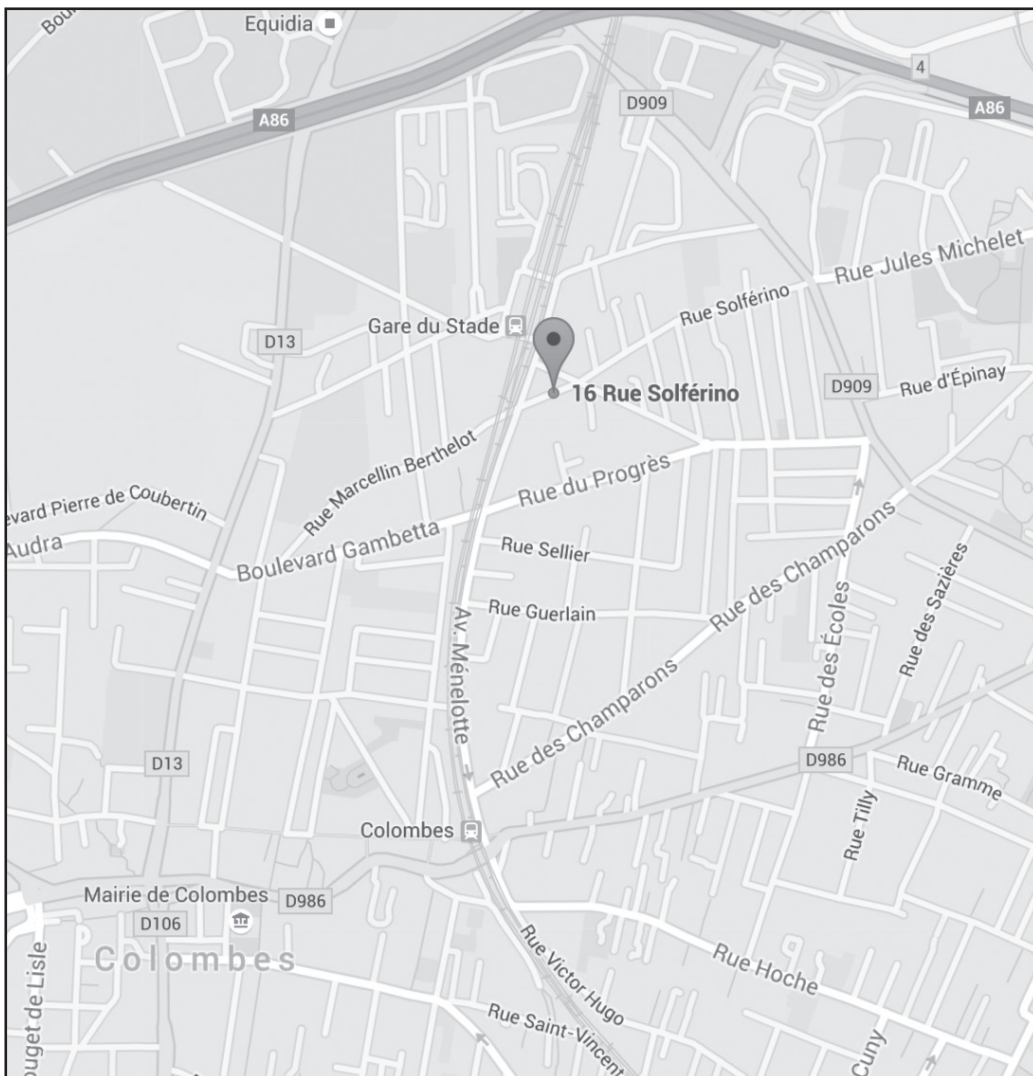 Boul
Equidia
4
A86
D909
A86
Rue Jules Michelet
Rue Solférino
Gare du Stade
D13
D909
Rue d'Épinay
16 Rue Solférino
Rue Marcellin Berthelot
Rue du Progrès
evard Pierre de Coubertin
Audra
Boulevard Gambetta
Rue Sellier
Rue des Champarons
Rue des Écoles
Rue des Sazières
Rue Guerlain
Av. Ménelotte
Rue des Champarons
D13
D986
Rue Gramme
Rue Tilly
Colombes
Mairie de Colombes
D986
D106
Colombes
Rue Hoche
Rue Victor Hugo
ouget de Lisle
Rue Saint-Vincent
Cuny